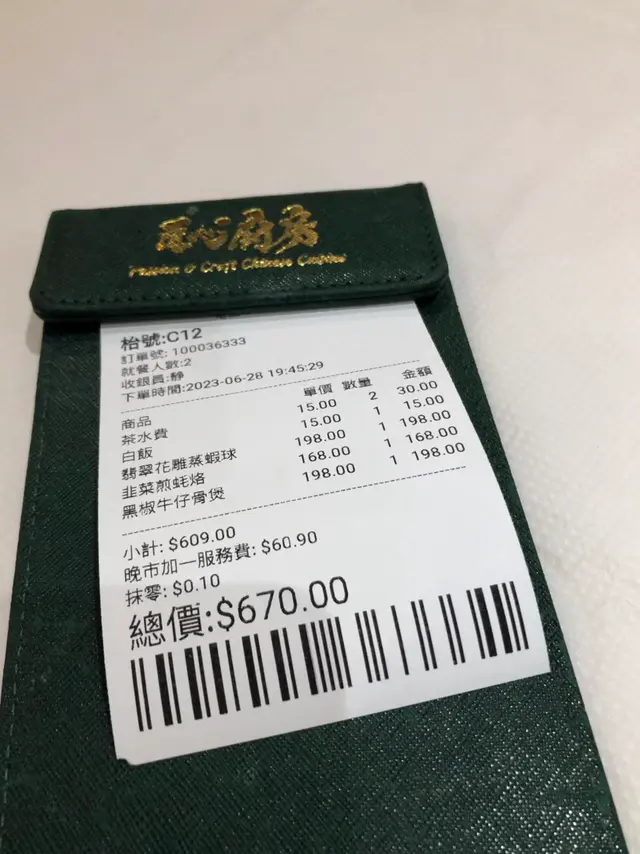 心廚房
Passion & Craft Chinese Cuisine
枱號:C12
訂單號: 100036333
就餐人數:2
收銀員:靜
下單時間:2023-06-28 19:45:29
商品 單價 數量 金額
茶水費 15.00 2 30.00
白飯 15.00 1 15.00
翡翠花雕蒸蝦球 198.00 1 198.00
韭菜煎蚝烙 168.00 1 168.00
黑椒牛仔骨煲 198.00 1 198.00
小計: $609.00
晚市加一服務費: $60.90
抹零: $0.10
總價:$670.00